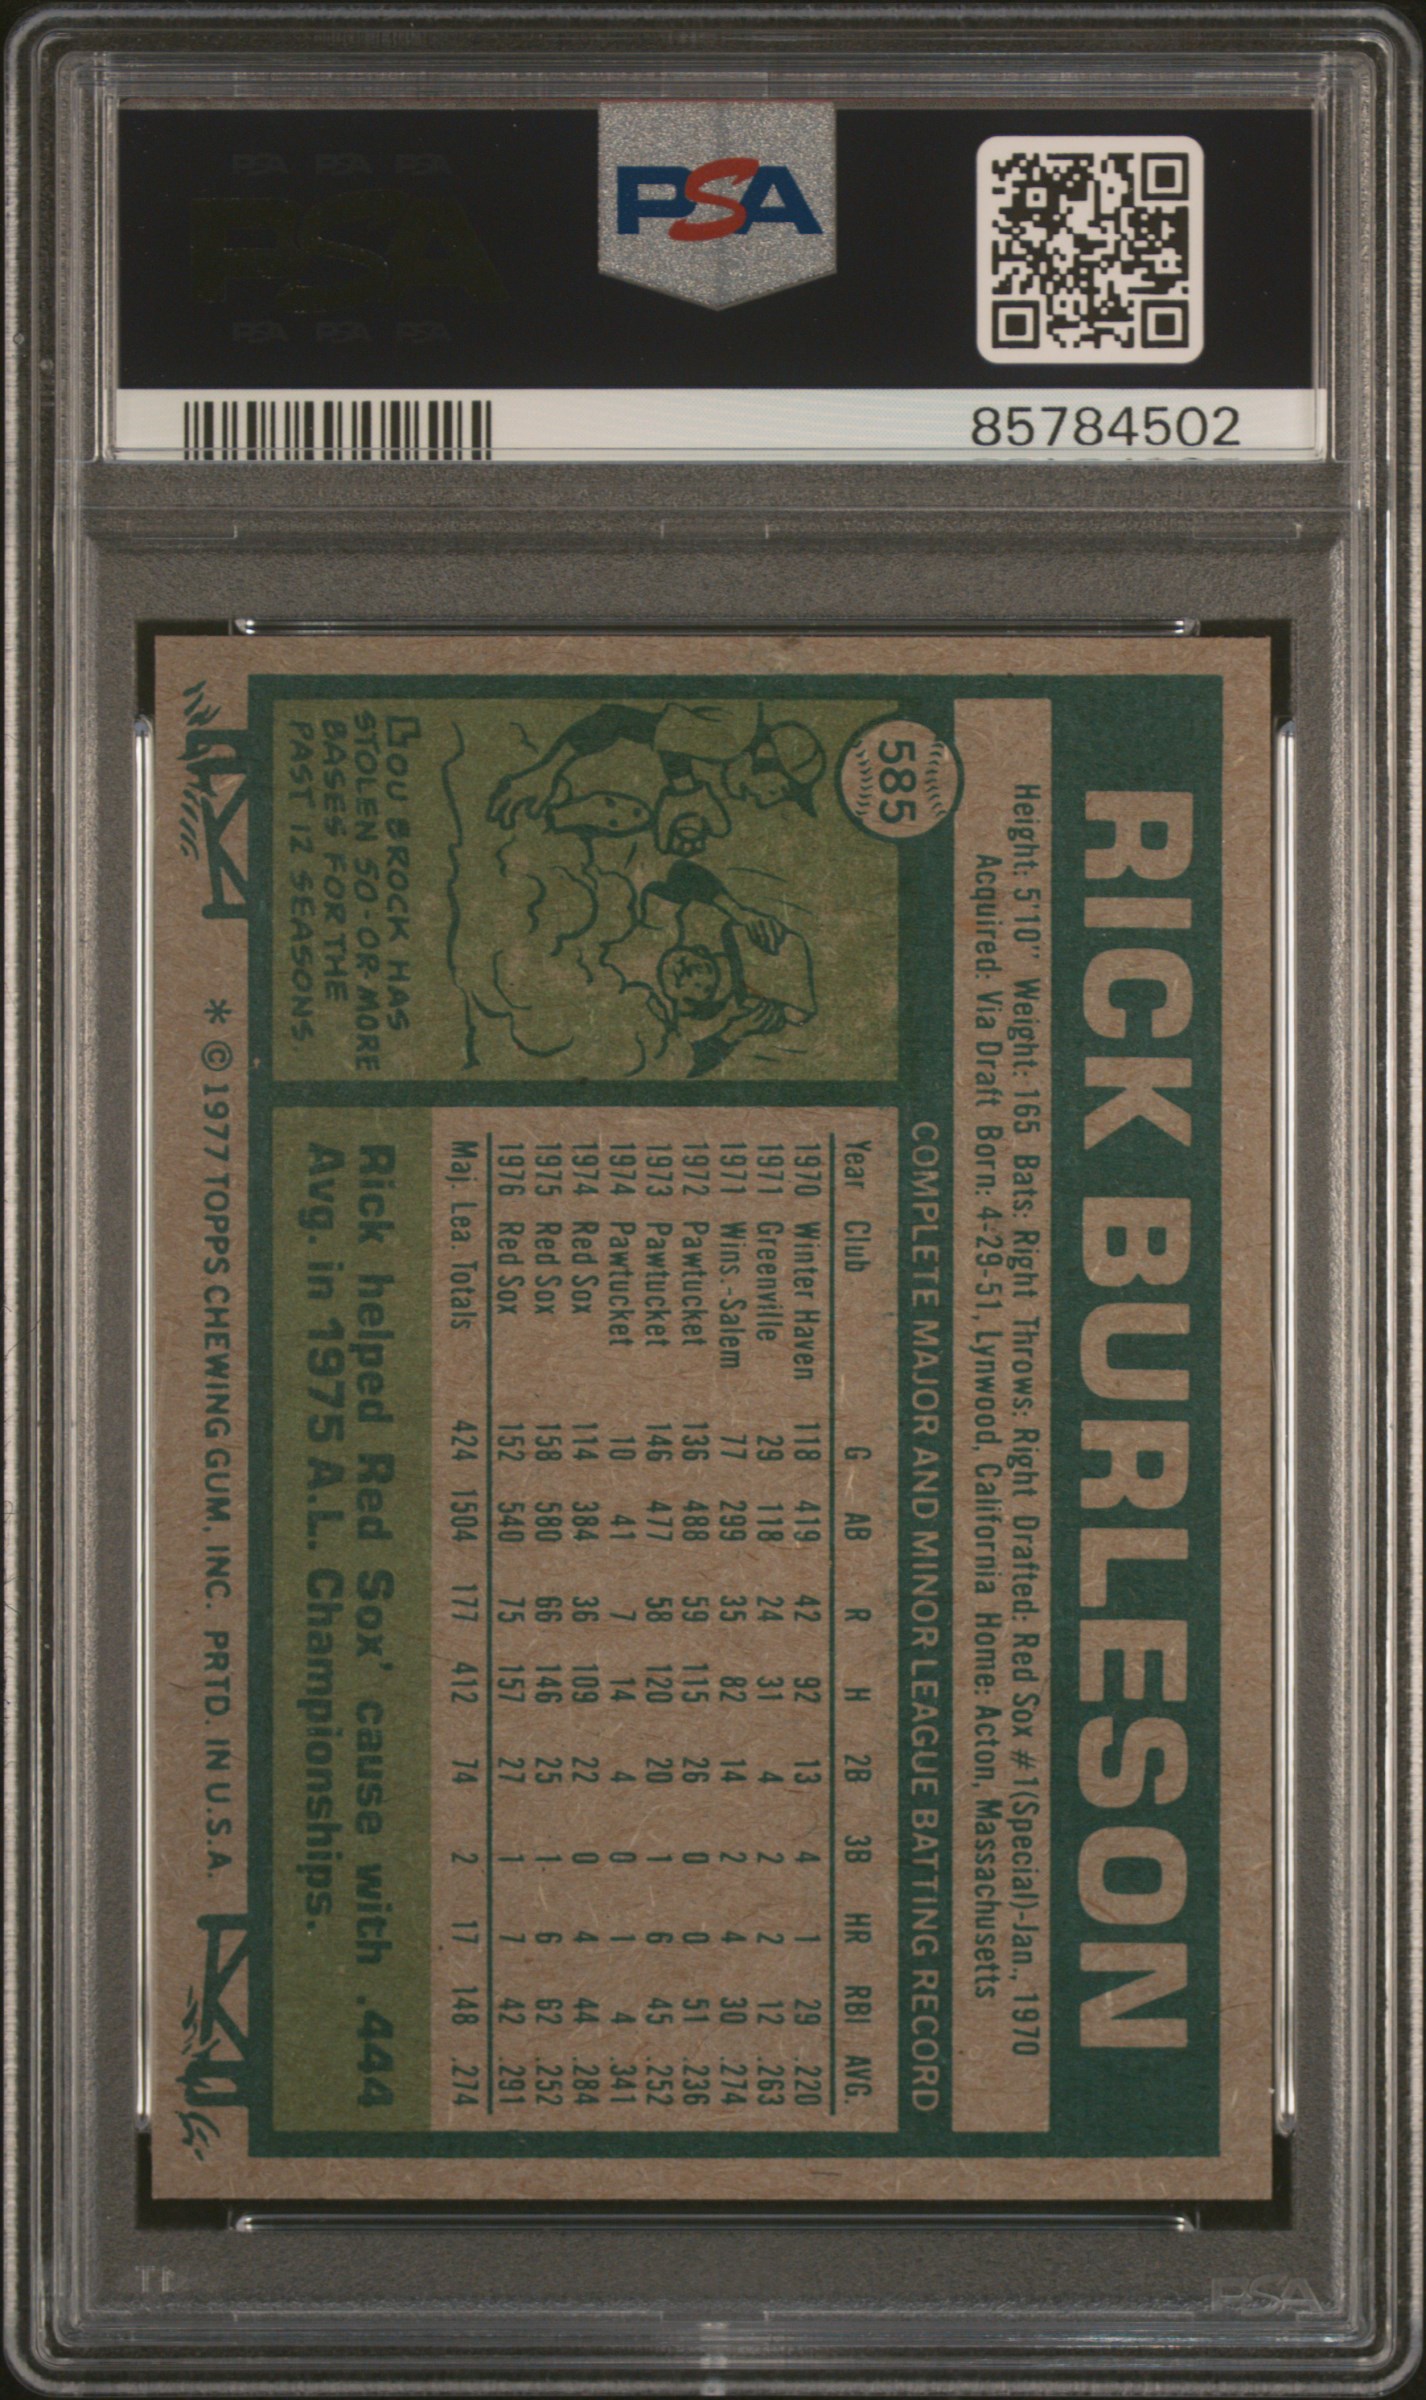 PSA PSA PSA
PSA
PSA PSA PSA
PSA
85784502
RICK BURLESON
Height: 5'10" Weight: 165 Bats: Right Throws: Right Drafted: Red Sox #1(Special)-Jan., 1970
Acquired: Via Draft Born: 4-29-51, Lynwood, California Home: Acton, Massachusetts
585
COMPLETE MAJOR AND MINOR LEAGUE BATTING RECORD
Year Club G AB R H 2B 3B HR RBI AVG.
1970 Winter Haven 118 419 42 92 13 4 1 29 .220
1971 Greenville 29 118 24 31 4 2 2 12 .263
1971 Wins.-Salem 77 299 35 82 14 2 4 30 .274
1972 Pawtucket 136 488 59 115 26 0 0 51 .236
1973 Pawtucket 146 477 58 120 20 1 6 45 .252
1974 Pawtucket 10 41 7 14 4 0 1 4 .341
1974 Red Sox 114 384 36 109 22 0 4 44 .284
1975 Red Sox 158 580 66 146 25 1 6 62 .252
1976 Red Sox 152 540 75 157 27 1 7 42 .291
Maj. Lea. Totals 424 1504 177 412 74 2 17 148 .274
LOU BROCK HAS
STOLEN 50-OR-MORE
BASES FOR THE
PAST 12 SEASONS
Rick helped Red Sox' cause with .444
Avg. in 1975 A.L. Championships.
* ©1977 TOPPS CHEWING GUM, INC. PRTD. IN U.S.A.
PSA